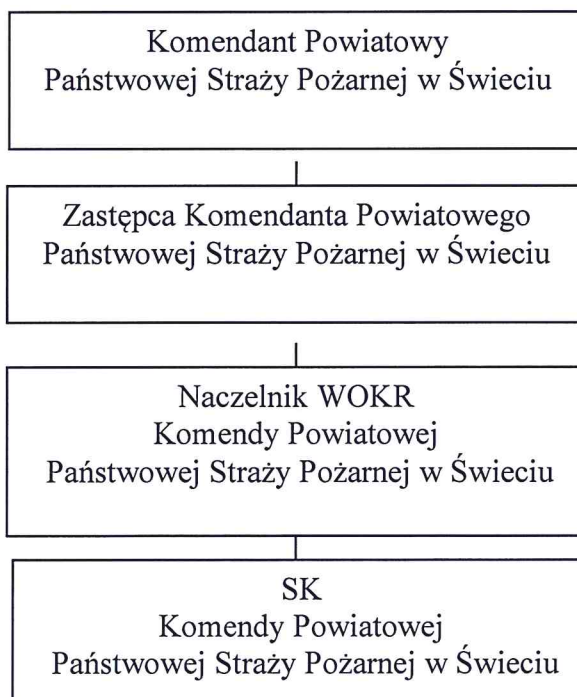 Komendant Powiatowy
Państwowej Straży Pożarnej w Świeciu
Zastępca Komendanta Powiatowego
Państwowej Straży Pożarnej w Świeciu
Naczelnik WOKR
Komendy Powiatowej
Państwowej Straży Pożarnej w Świeciu
SK
Komendy Powiatowej
Państwowej Straży Pożarnej w Świeciu